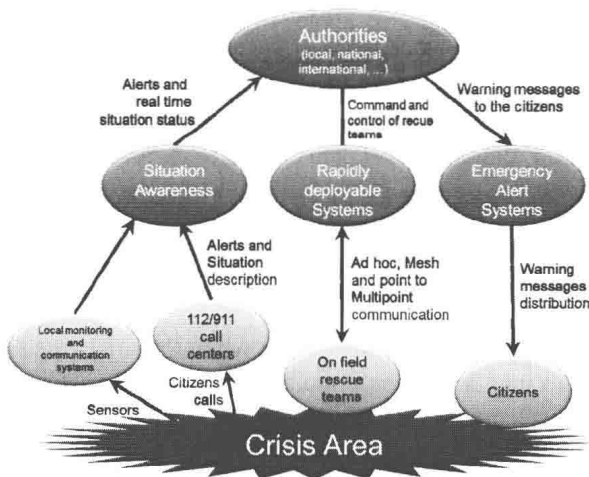 Authorities
(local, national,
international, ...)
Alerts and
real time
situation status
Command and
control of recue
teams
Warning messages
to the citizens
Situation
Awareness
Rapidly
deployable
Systems
Emergency
Alert
Systems
Alerts and
Situation
description
Ad hoc, Mesh
and point to
Multipoint
communication
Warning
messages
distribution
Local monitoring
and
communication
systems
112/911
call
centers
On field
rescue
teams
Citizens
Sensors
Citizens
calls
Crisis Area